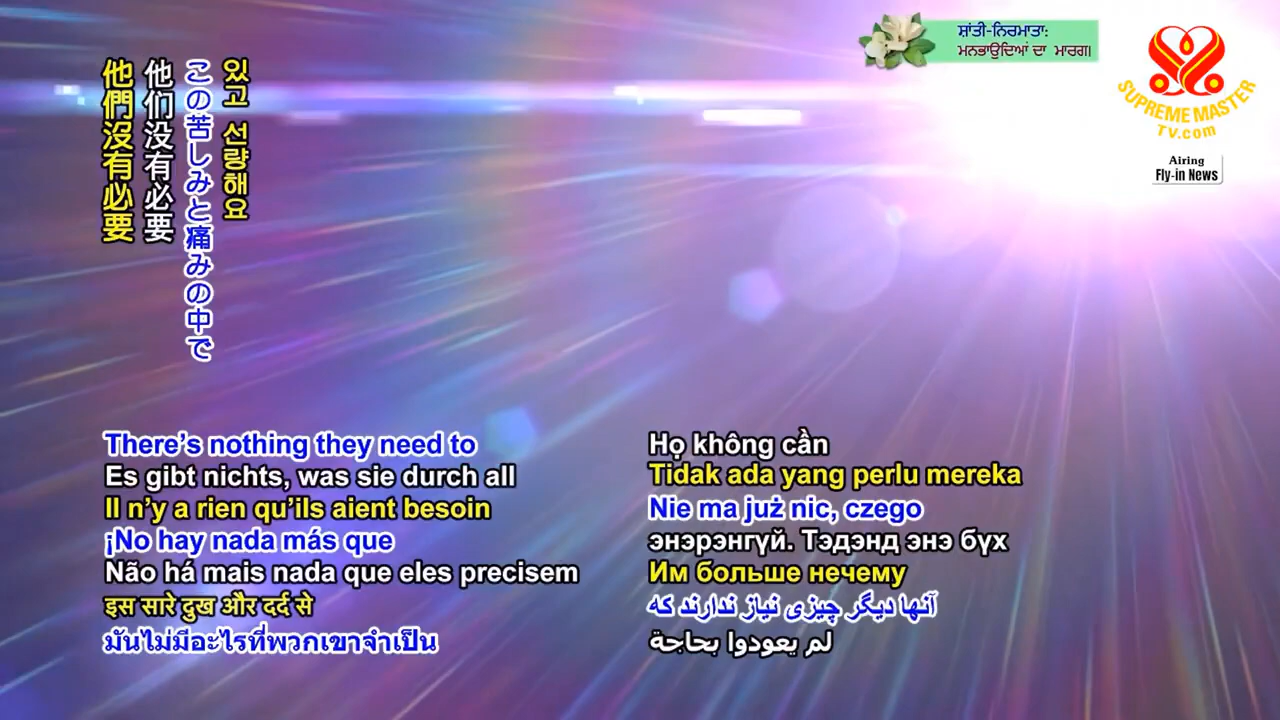 ਸ਼ਾਂਤੀ-ਨਿਰਮਾਤਾ:
ਮਨਭਾਉਂਦਿਆਂ ਦਾ ਮਾਰਗ।
SUPREME MASTER
TV.com
Airing
Fly-in News
있고 선량해요
この苦しみと痛みの中で
他们没有必要
他們沒有必要
There’s nothing they need to
Es gibt nichts, was sie durch all
Il n’y a rien qu’ils aient besoin
¡No hay nada más que
Não há mais nada que eles precisem
इस सारे दुख और दर्द से
มันไม่มีอะไรที่พวกเขาจำเป็น
Họ không cần
Tidak ada yang perlu mereka
Nie ma już nic, czego
энэрэнгүй. Тэдэнд энэ бүх
Им больше нечему
آنها دیگر چیزی نیاز ندارند که
لم يعودوا بحاجة